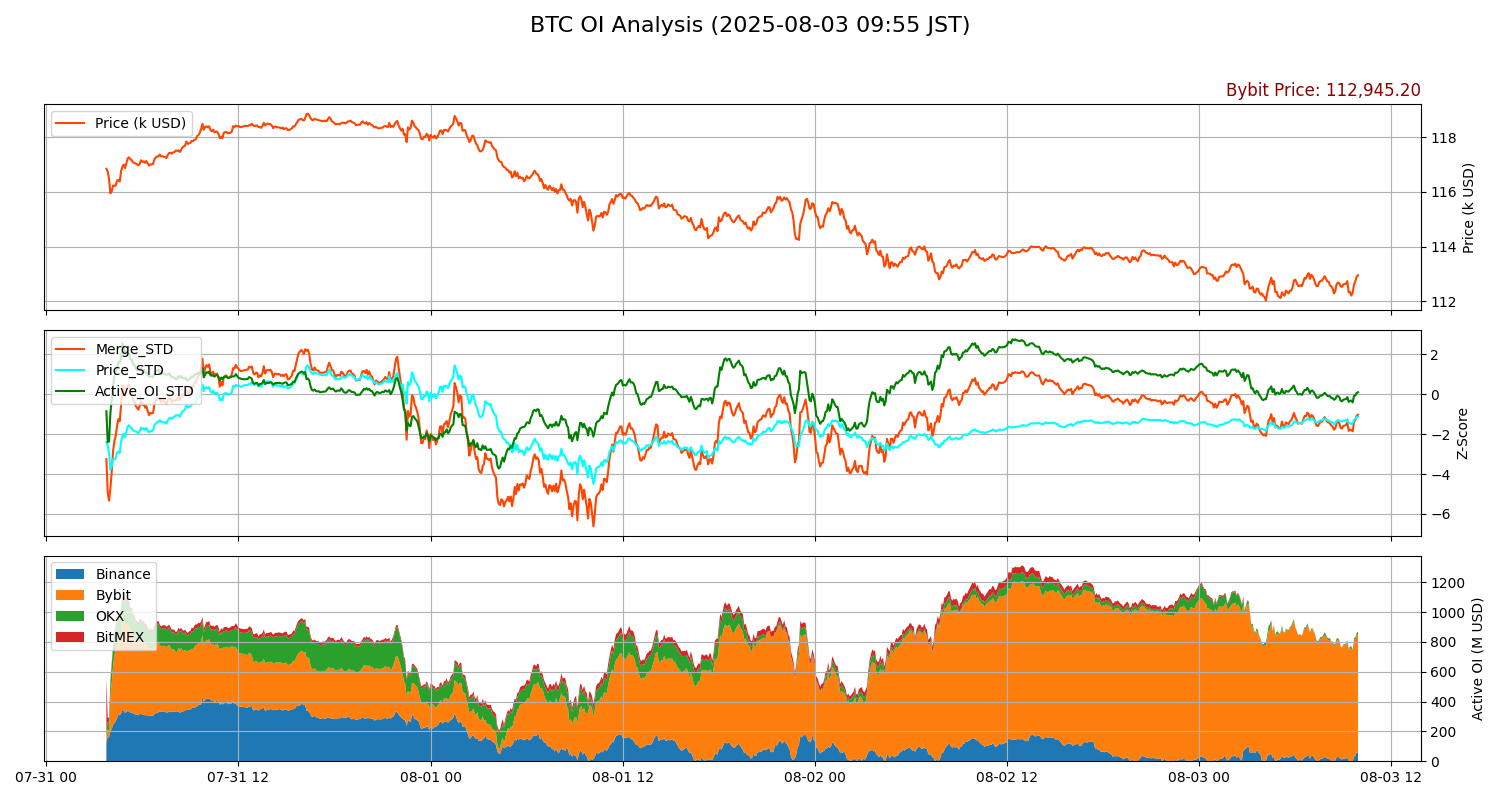 BTC OI Analysis (2025-08-03 09:55 JST)
Bybit Price: 112,945.20
Price (k USD)
118
116
114
112
Price (k USD)
Merge_STD
Price_STD
Active_OI_STD
2
0
−2
−4
−6
Z-Score
Binance
Bybit
OKX
BitMEX
1200
1000
800
600
400
200
0
Active OI (M USD)
07-31 00
07-31 12
08-01 00
08-01 12
08-02 00
08-02 12
08-03 00
08-03 12